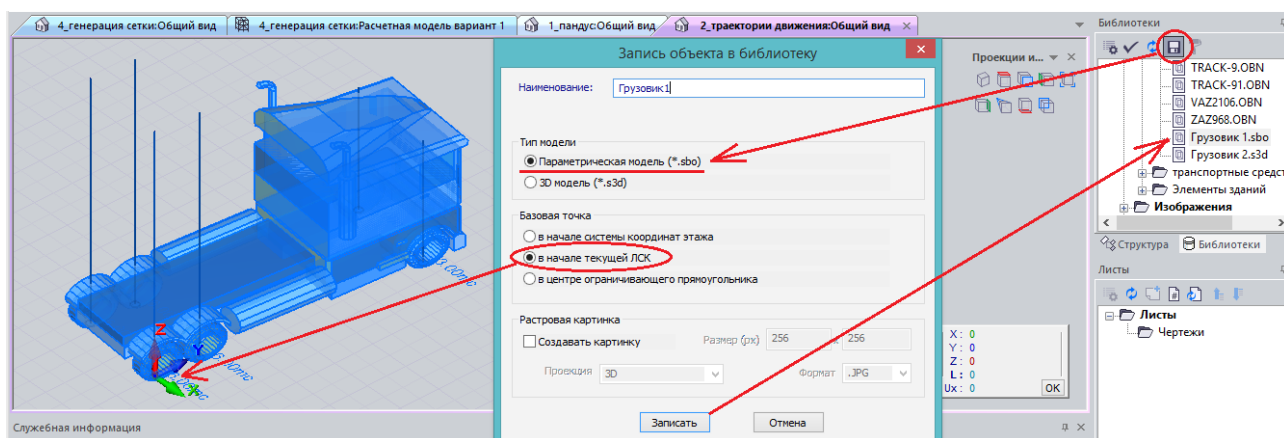 4_генерация сетки:Общий вид
4_генерация сетки:Расчетная модель вариант 1
1_пандус:Общий вид
2_траектории движения:Общий вид
Запись объекта в библиотеку
Наименование: Грузовик1
Тип модели
Параметрическая модель (*.sbo)
3D модель (*.s3d)
Базовая точка
в начале системы координат этажа
в начале текущей ЛСК
в центре ограничивающего прямоугольника
Растровая картинка
Создавать картинку
Размер (px) 256 256
Проекция 3D
Формат .JPG
Записать
Отмена
Z
Y
3.00тс
Проекции и...
X: 0
Y: 0
Z: 0
L: 0
Ux: 0
OK
Служебная информация
Библиотеки
TRACK-9.OBN
TRACK-91.OBN
VAZ2106.OBN
ZAZ968.OBN
Грузовик 1.sbo
Грузовик 2.s3d
транспортные средст
Элементы зданий
Изображения
Структура
Библиотеки
Листы
Листы
Чертежи